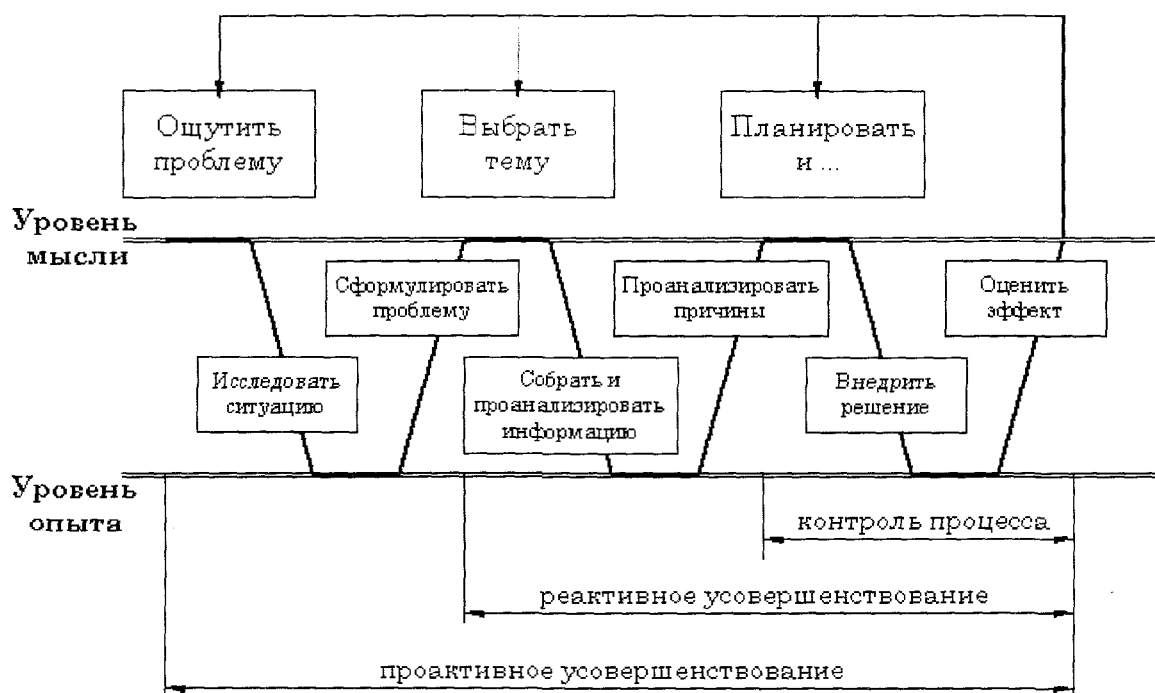 Ощутить
проблему
Выбрать
тему
Планировать
и ...
Уровень
мысли
Сформулировать
проблему
Проанализировать
причины
Оценить
эффект
Исследовать
ситуацию
Собрать и
проанализировать
информацию
Внедрить
решение
Уровень
опыта
контроль процесса
реактивное усовершенствование
проактивное усовершенствование